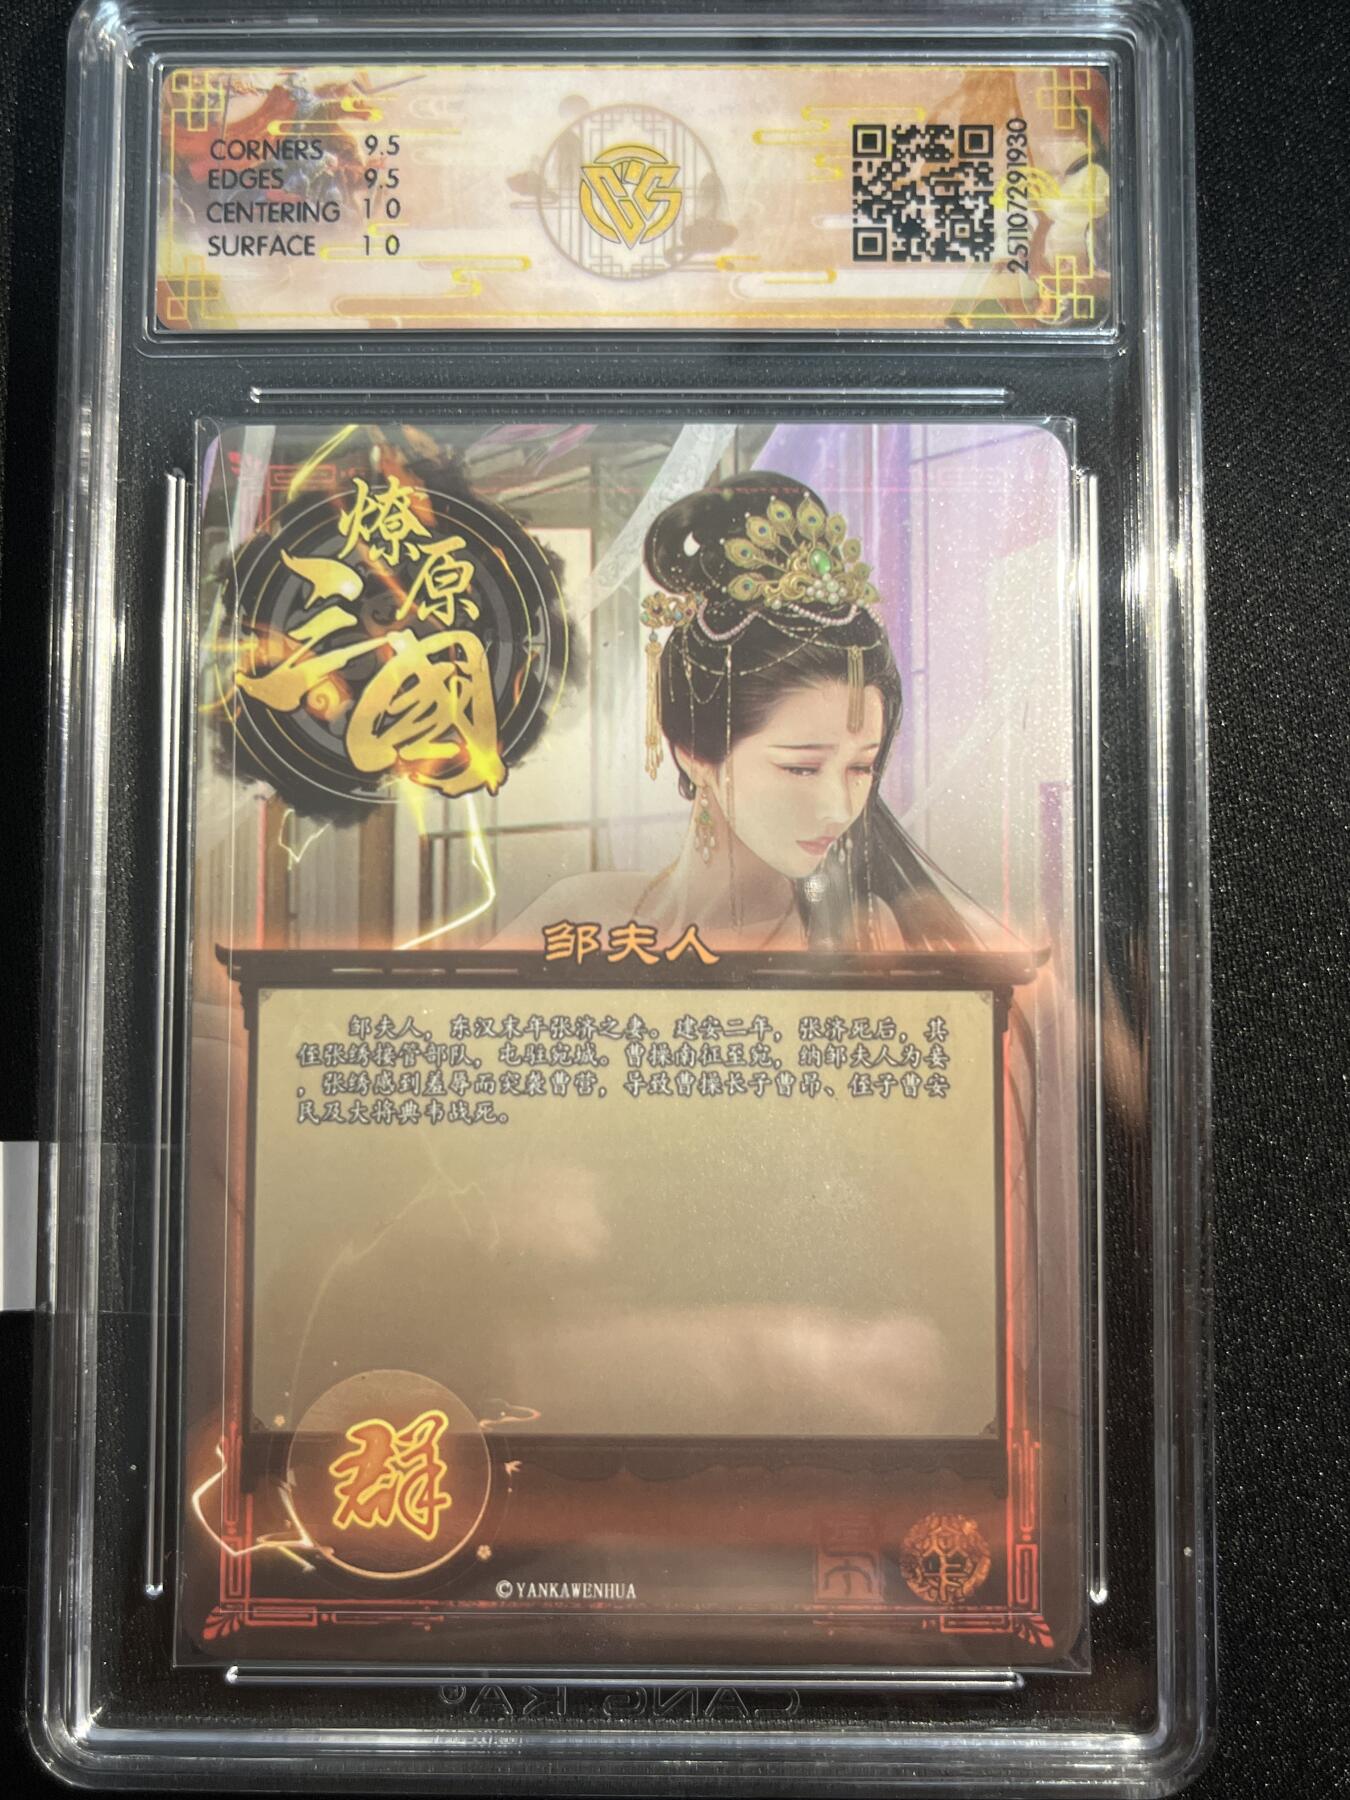 CORNERS 9.5
EDGES 9.5
CENTERING 10
SURFACE 10
251107291930
燎原
三國
邹夫人
邹夫人，东汉末年张济之妻。建安二年，张济死后，其
侄张绣接管部队，屯驻宛城。曹操南征至宛，纳邹夫人为妾
，张绣感到羞辱而突袭曹营，导致曹操长子曹昂、侄子曹安
民及大将典韦战死。
群
©YANKAWENHUA
CANG KA®